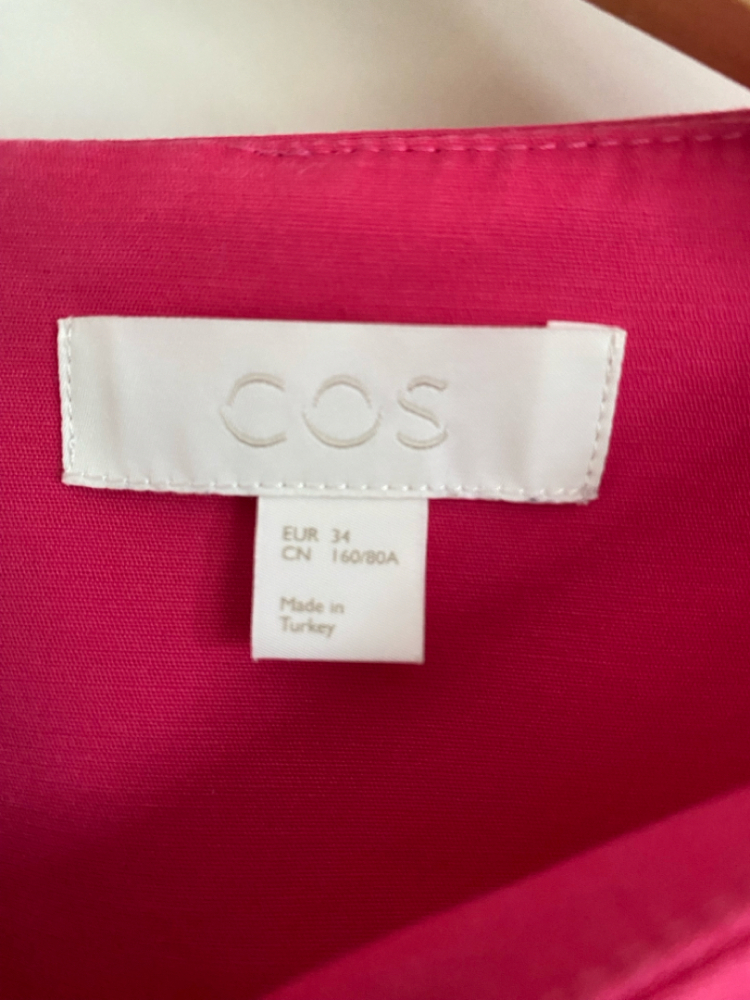 COS
EUR 34
CN 160/80A
Made in
Turkey